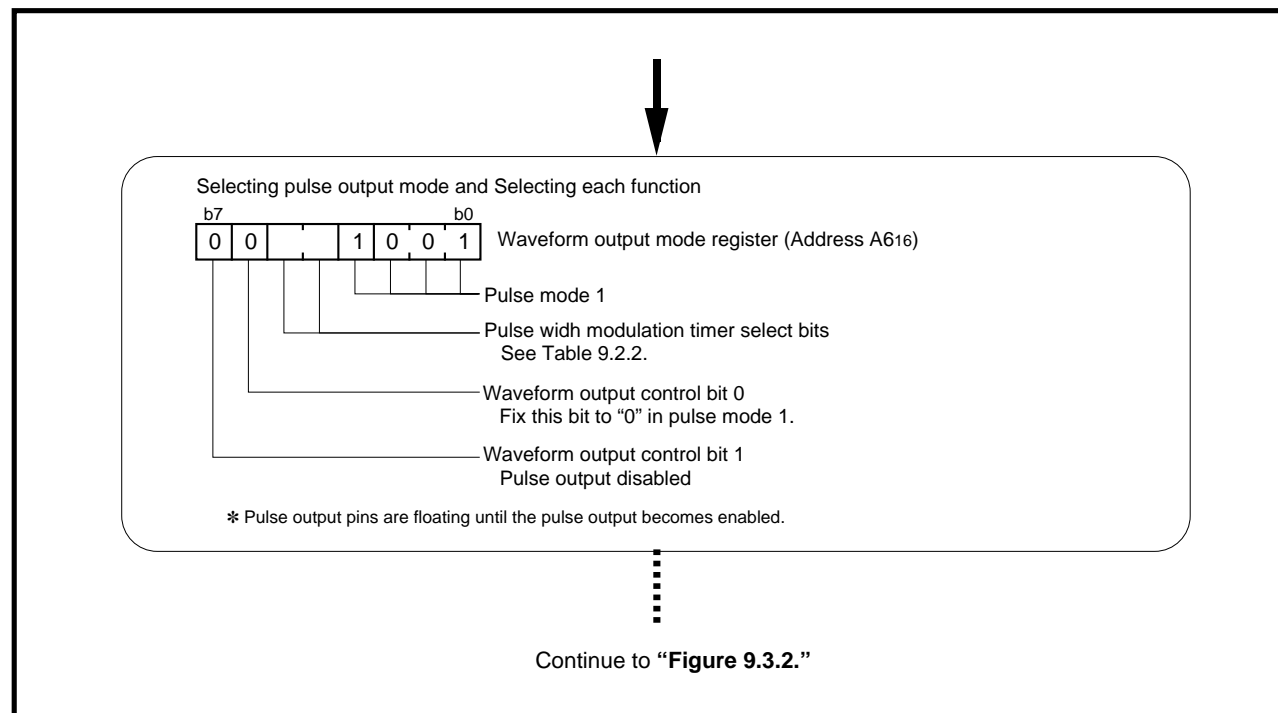 Selecting pulse output mode and Selecting each function
b7 b0
0 0 1 0 0 1 Waveform output mode register (Address A616)
Pulse mode 1
Pulse widh modulation timer select bits
See Table 9.2.2.
Waveform output control bit 0
Fix this bit to “0” in pulse mode 1.
Waveform output control bit 1
Pulse output disabled
✻ Pulse output pins are floating until the pulse output becomes enabled.
Continue to “Figure 9.3.2.”